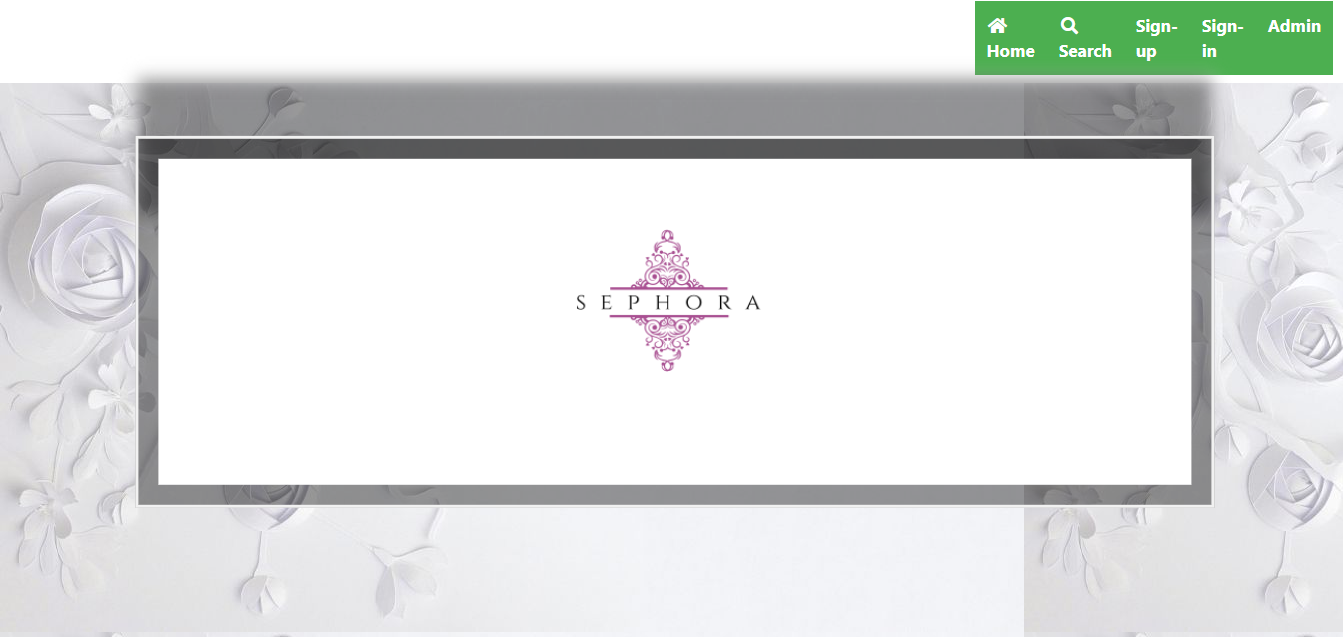 Home
Search
Sign-
up
Sign-
in
Admin
SEPHORA